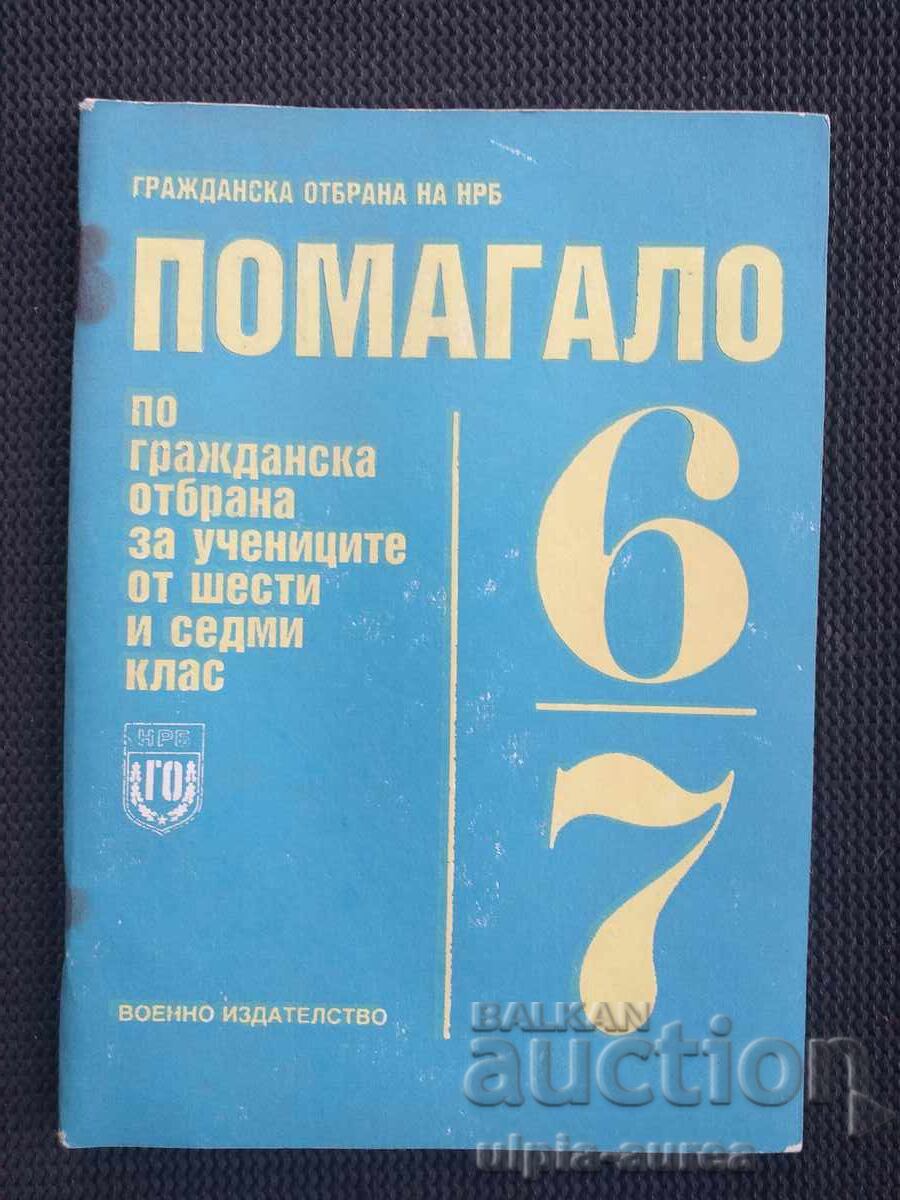 ГРАЖДАНСКА ОТБРАНА НА НРБ
ПОМАГАЛО
по
гражданска
отбрана
за учениците
от шести
и седми
клас
6
7
НРБ
ГО
ВОЕННО ИЗДАТЕЛСТВО
BALKAN
auction
ulpia-aurea